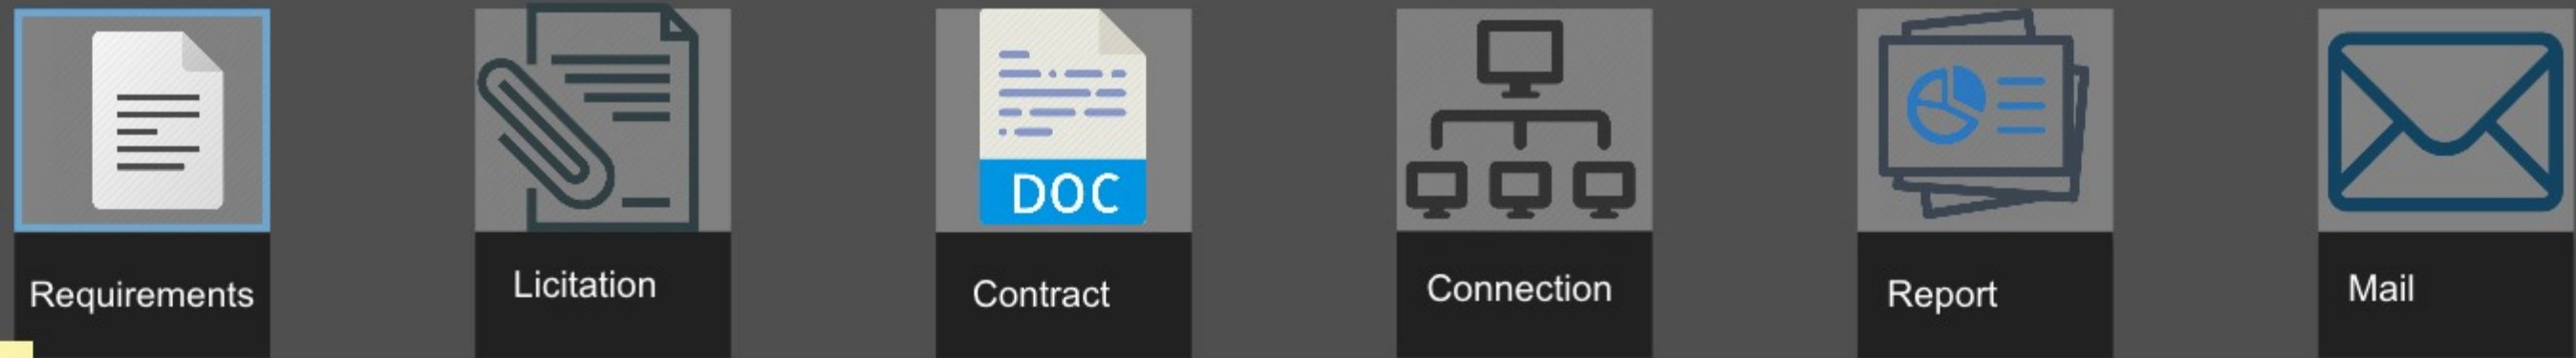 DOC
Requirements
Licitation
Contract
Connection
Report
Mail